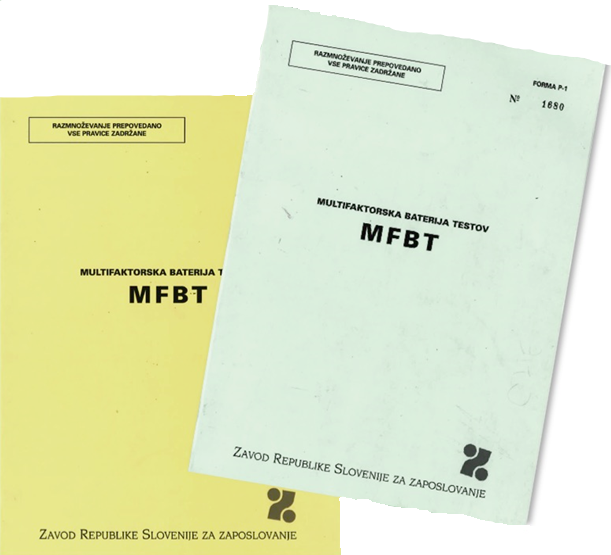 RAZMNOŽEVANJE PREPOVEDANO
VSE PRAVICE ZADRŽANE
FORMA P-1
Nº 1680
MULTIFAKTORSKA BATERIJA TESTOV
MFBT
ZAVOD REPUBLIKE SLOVENIJE ZA ZAPOSLOVANJE
RAZMNOŽEVANJE PREPOVEDANO
VSE PRAVICE ZADRŽANE
MULTIFAKTORSKA BATERIJA T
MFBT
ZAVOD REPUBLIKE SLOVENIJE ZA ZAPOSLOVANJE